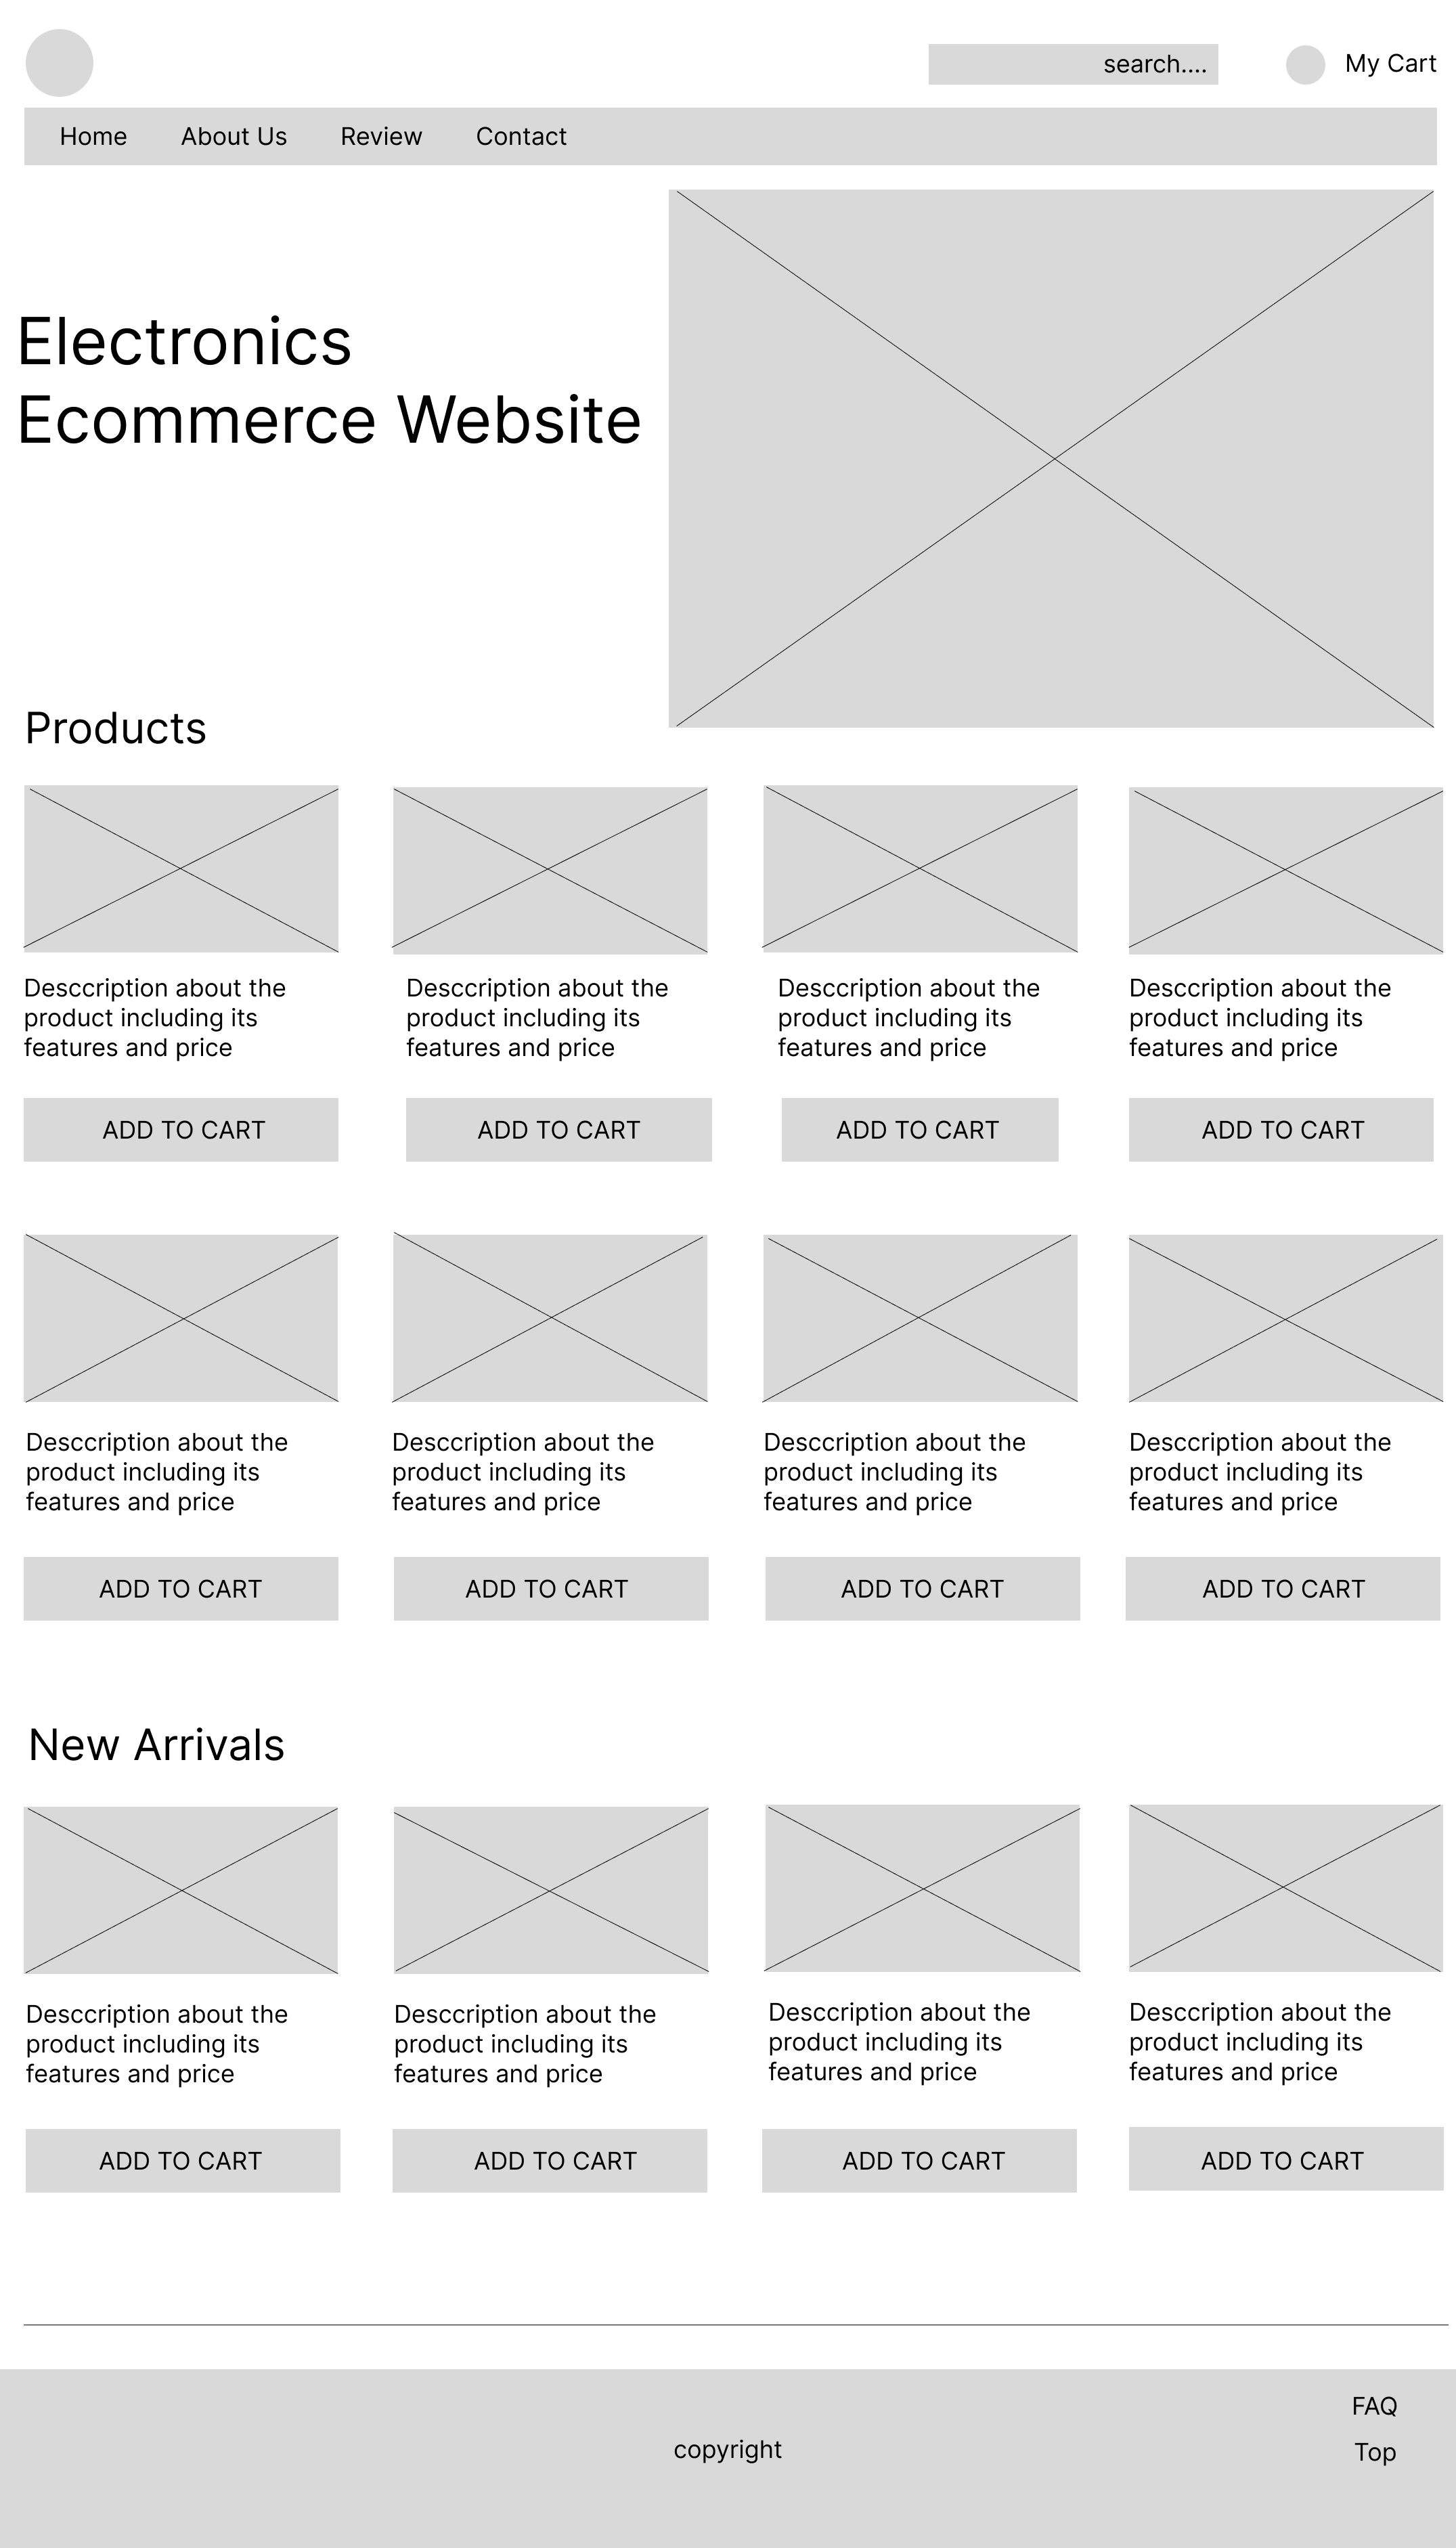 search....
My Cart
Home
About Us
Review
Contact
Electronics
Ecommerce Website
Products
Desccription about the
product including its
features and price
Desccription about the
product including its
features and price
Desccription about the
product including its
features and price
Desccription about the
product including its
features and price
ADD TO CART
ADD TO CART
ADD TO CART
ADD TO CART
Desccription about the
product including its
features and price
Desccription about the
product including its
features and price
Desccription about the
product including its
features and price
Desccription about the
product including its
features and price
ADD TO CART
ADD TO CART
ADD TO CART
ADD TO CART
New Arrivals
Desccription about the
product including its
features and price
Desccription about the
product including its
features and price
Desccription about the
product including its
features and price
Desccription about the
product including its
features and price
ADD TO CART
ADD TO CART
ADD TO CART
ADD TO CART
FAQ
copyright
Top